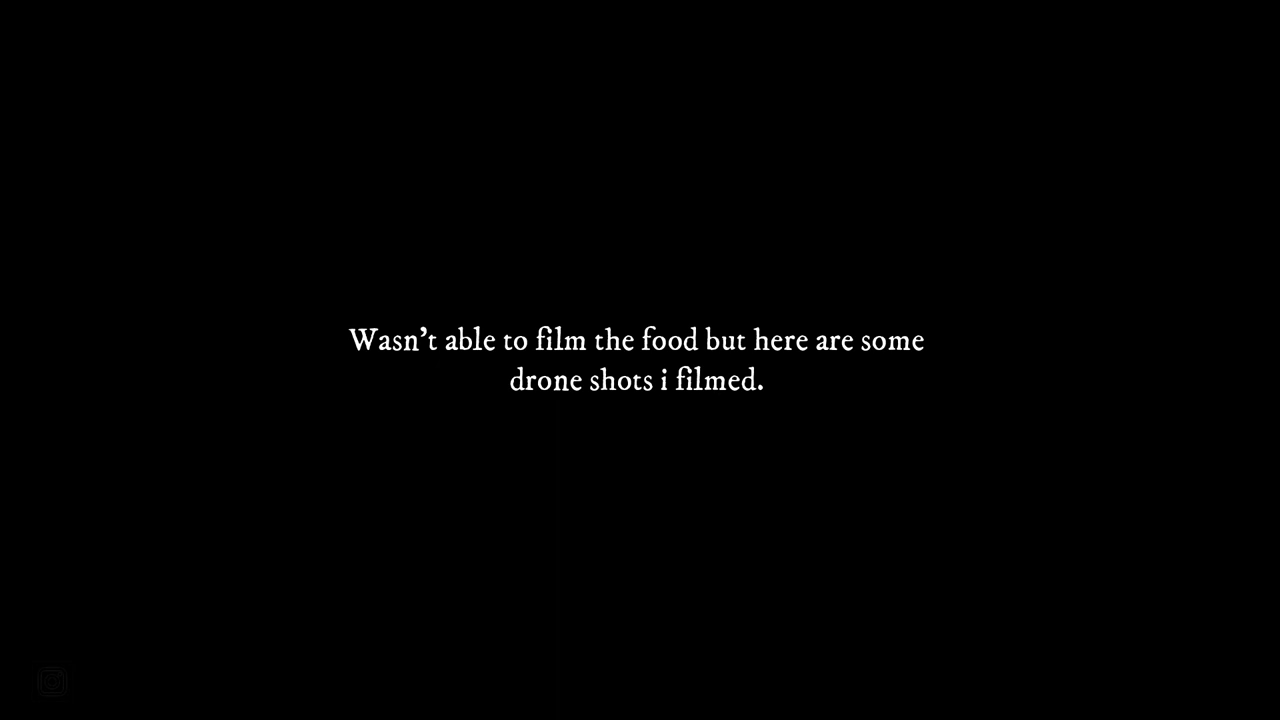 Wasn't able to film the food but here are some
drone shots i filmed.